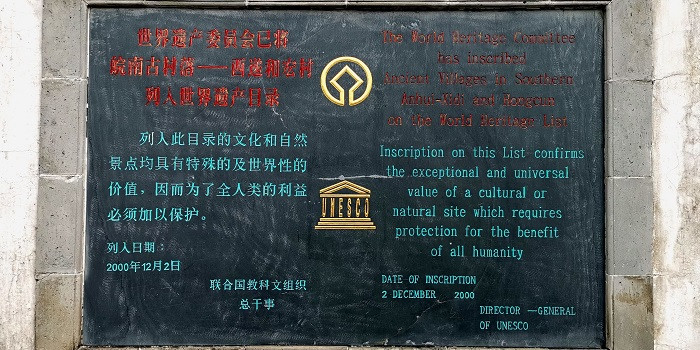 世界遗产委员会已将
皖南古村落——西递和宏村
列入世界遗产目录
列入此目录的文化和自然
景点均具有特殊的及世界性的
价值，因而为了全人类的利益
必须加以保护。
列入日期：
2000年12月2日
联合国教科文组织
总干事
UNESCO
The World Heritage Committee
has inscribed
Ancient Villages in Southern
Anhui-Xidi and Hongcun
on The World Heritage List
Inscription on this List confirms
the exceptional and universal
value of a cultural or
natural site which requires
protection for the benefit
of all humanity
DATE OF INSCRIPTION
2 DECEMBER 2000
DIRECTOR —GENERAL
OF UNESCO